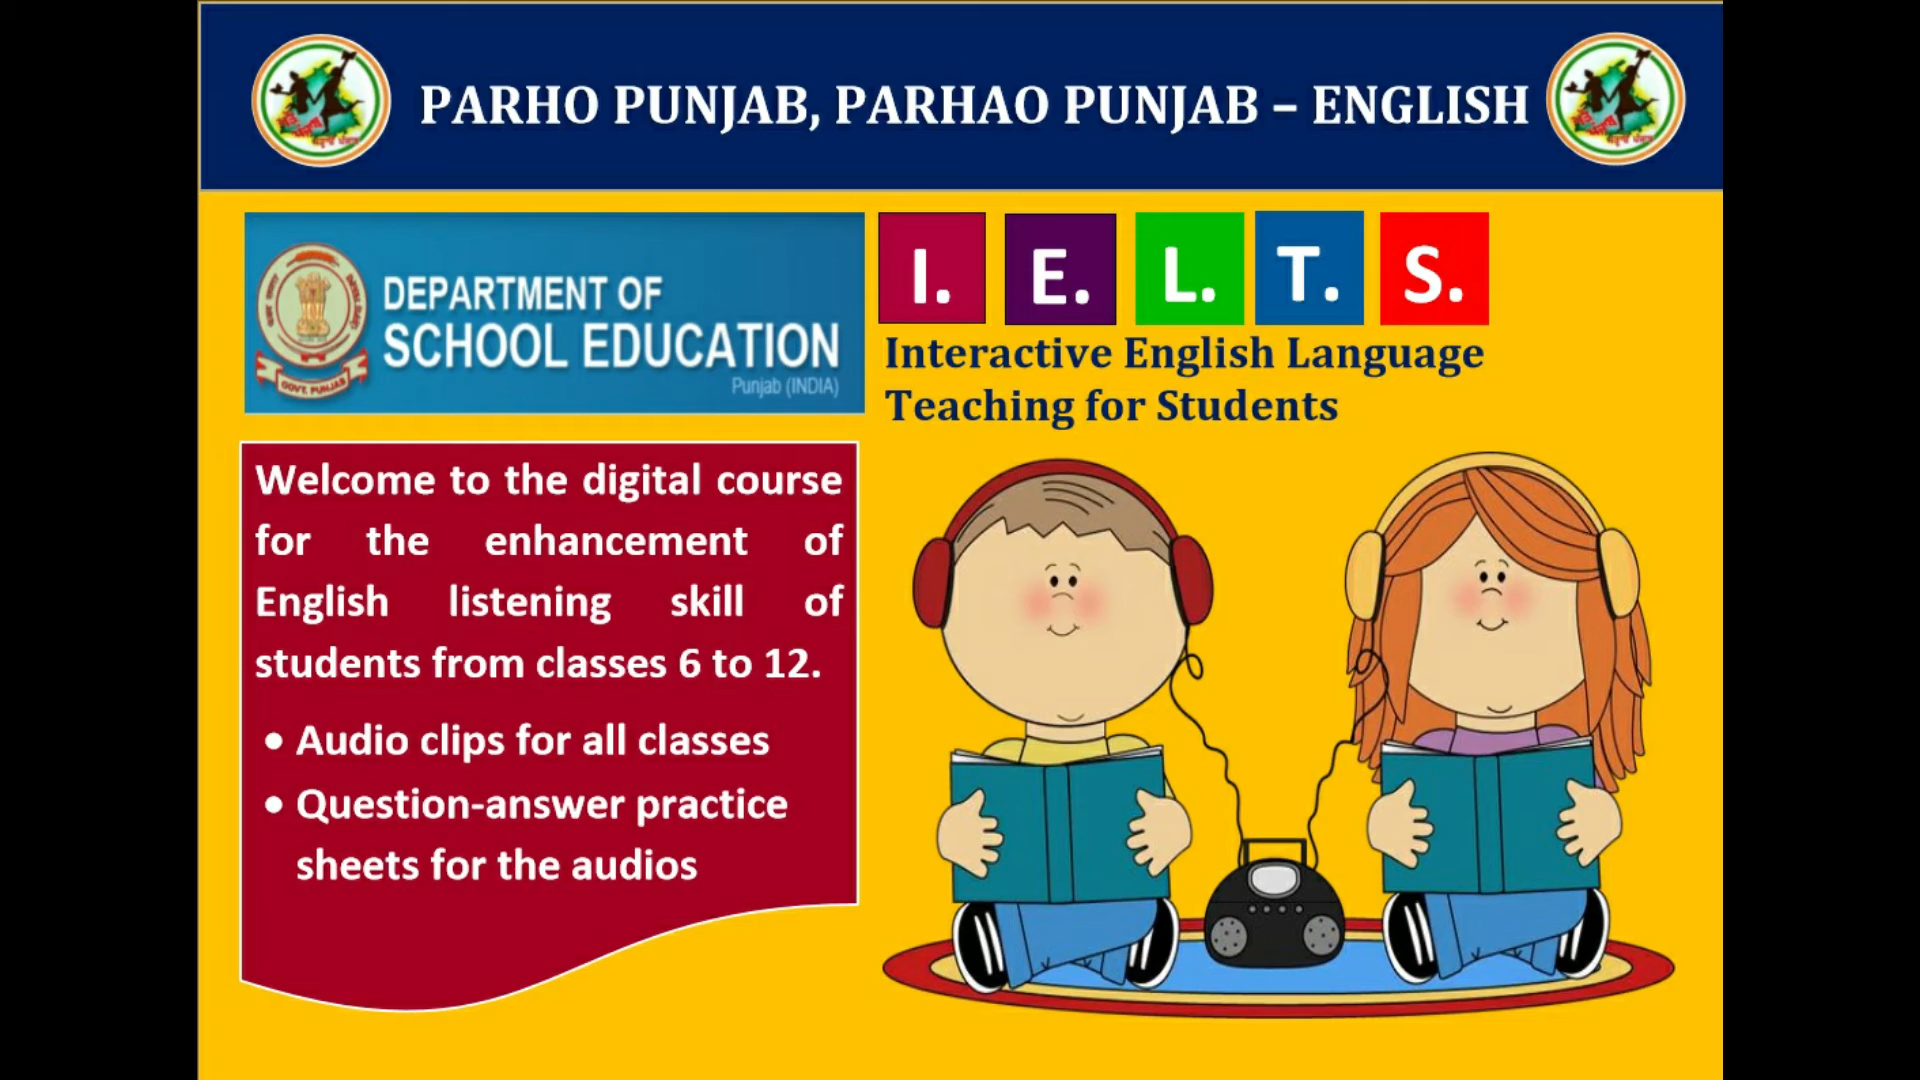 PARHO PUNJAB, PARHAO PUNJAB – ENGLISH
DEPARTMENT OF
SCHOOL EDUCATION
Punjab (INDIA)
GOVT. PUNJAB
I. E. L. T. S.
Interactive English Language
Teaching for Students
Welcome to the digital course
for the enhancement of
English listening skill of
students from classes 6 to 12.
• Audio clips for all classes
• Question-answer practice
sheets for the audios